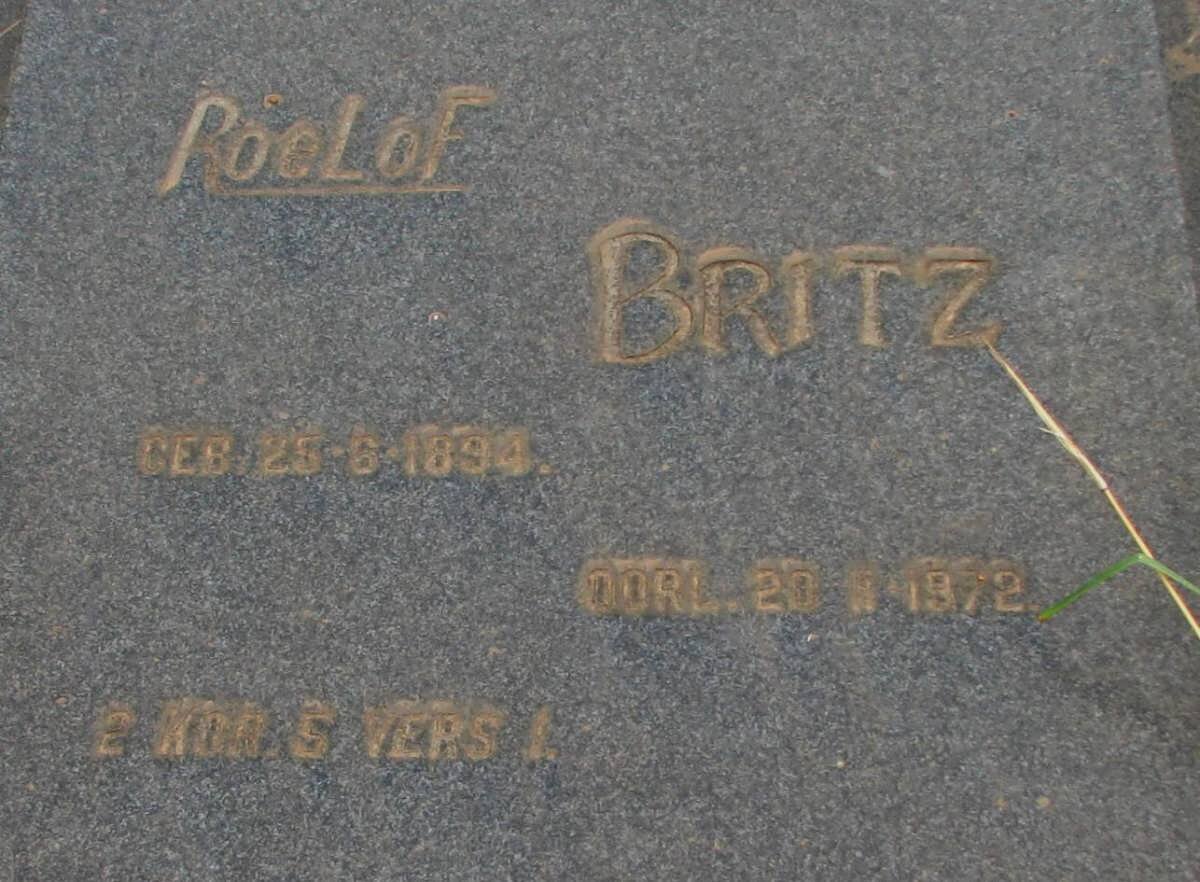 RoeLoF
BRITZ
GEB. 25·6·1894.
OORL. 20 11·1972.
2 KOR. 5 VERS 1.